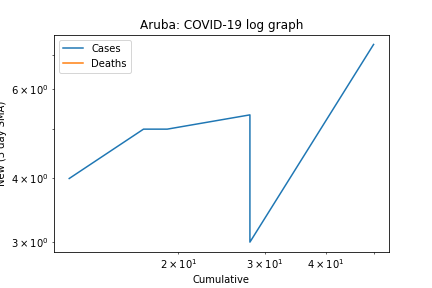 Aruba: COVID-19 log graph
Cases
Deaths
6 × 10⁰
4 × 10⁰
3 × 10⁰
2 × 10¹
3 × 10¹
4 × 10¹
Cumulative
New (3 day SMA)